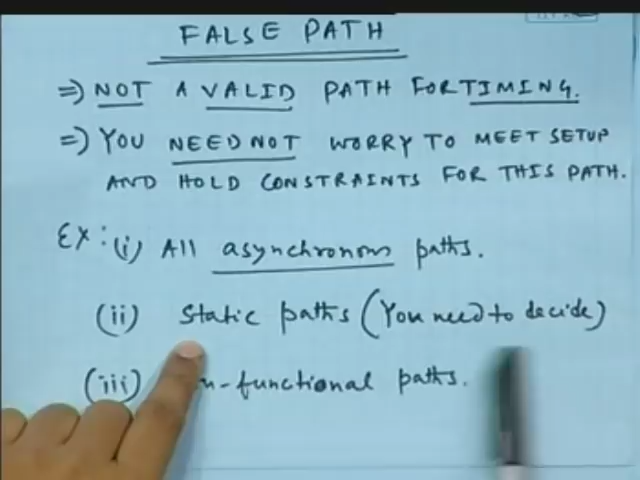 FALSE PATH
=) NOT A VALID PATH FOR TIMING.
=) YOU NEED NOT WORRY TO MEET SETUP
AND HOLD CONSTRAINTS FOR THIS PATH.
EX: (i) All asynchronous paths.
(ii) Static paths (You need to decide)
(iii) -functional paths.